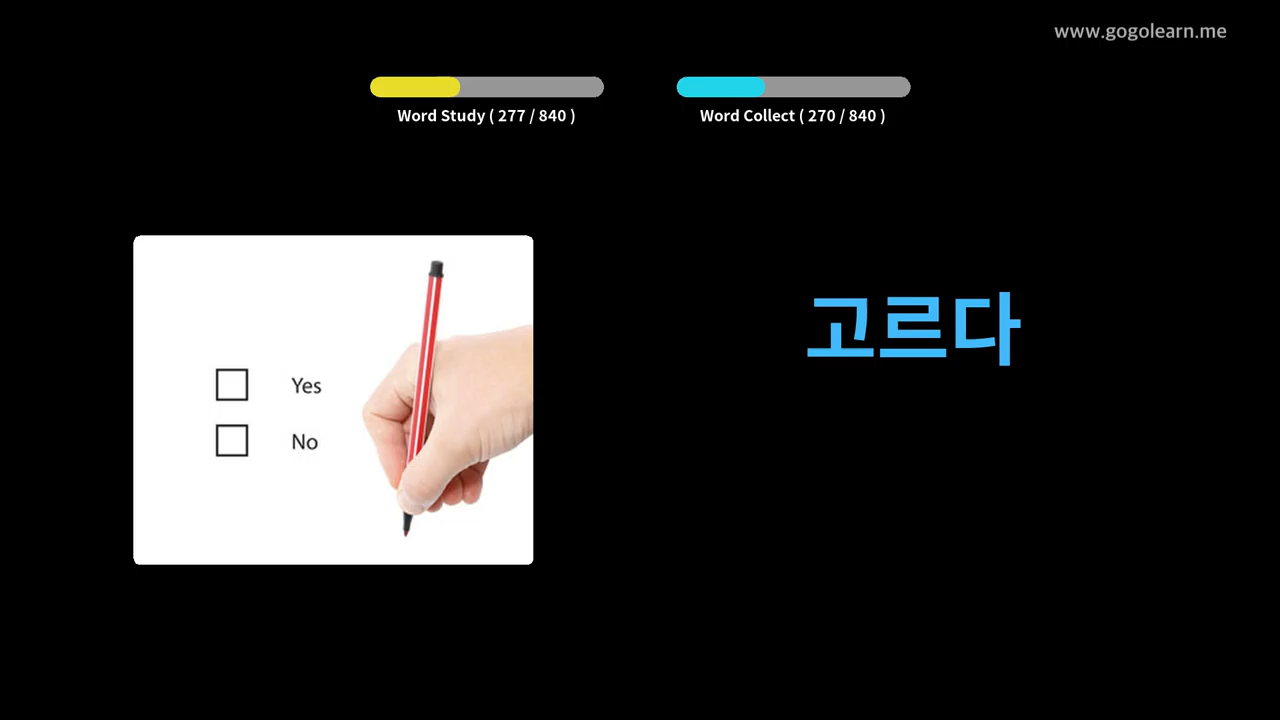 www.gogolearn.me
Word Study ( 277 / 840 )
Word Collect ( 270 / 840 )
고르다
Yes
No